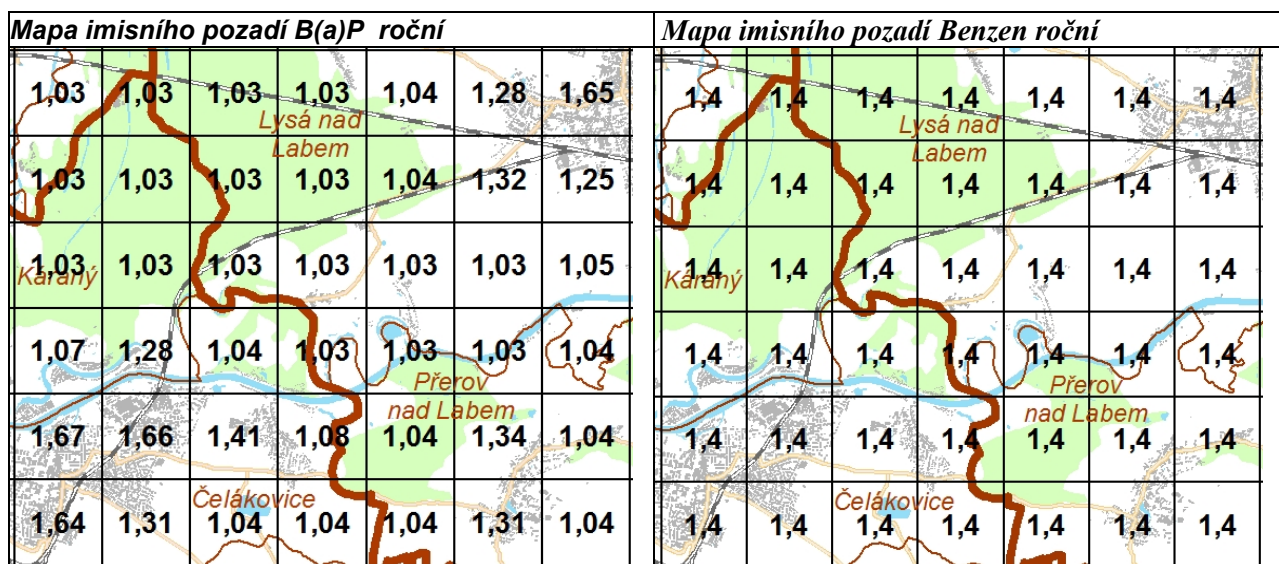 Mapa imisního pozadí B(a)P roční
1,03 1,03 1,03 1,03 1,04 1,28 1,65
Lysá nad
Labem
1,03 1,03 1,03 1,03 1,04 1,32 1,25
1,03 1,03 1,03 1,03 1,03 1,03 1,05
Káraný
1,07 1,28 1,04 1,03 1,03 1,03 1,04
Přerov
nad Labem
1,67 1,66 1,41 1,08 1,04 1,34 1,04
Čelákovice
1,64 1,31 1,04 1,04 1,04 1,31 1,04
Mapa imisního pozadí Benzen roční
1,4 1,4 1,4 1,4 1,4 1,4 1,4
Lysá nad
Labem
1,4 1,4 1,4 1,4 1,4 1,4 1,4
1,4 1,4 1,4 1,4 1,4 1,4 1,4
Káraný
1,4 1,4 1,4 1,4 1,4 1,4 1,4
Přerov
nad Labem
1,4 1,4 1,4 1,4 1,4 1,4 1,4
Čelákovice
1,4 1,4 1,4 1,4 1,4 1,4 1,4